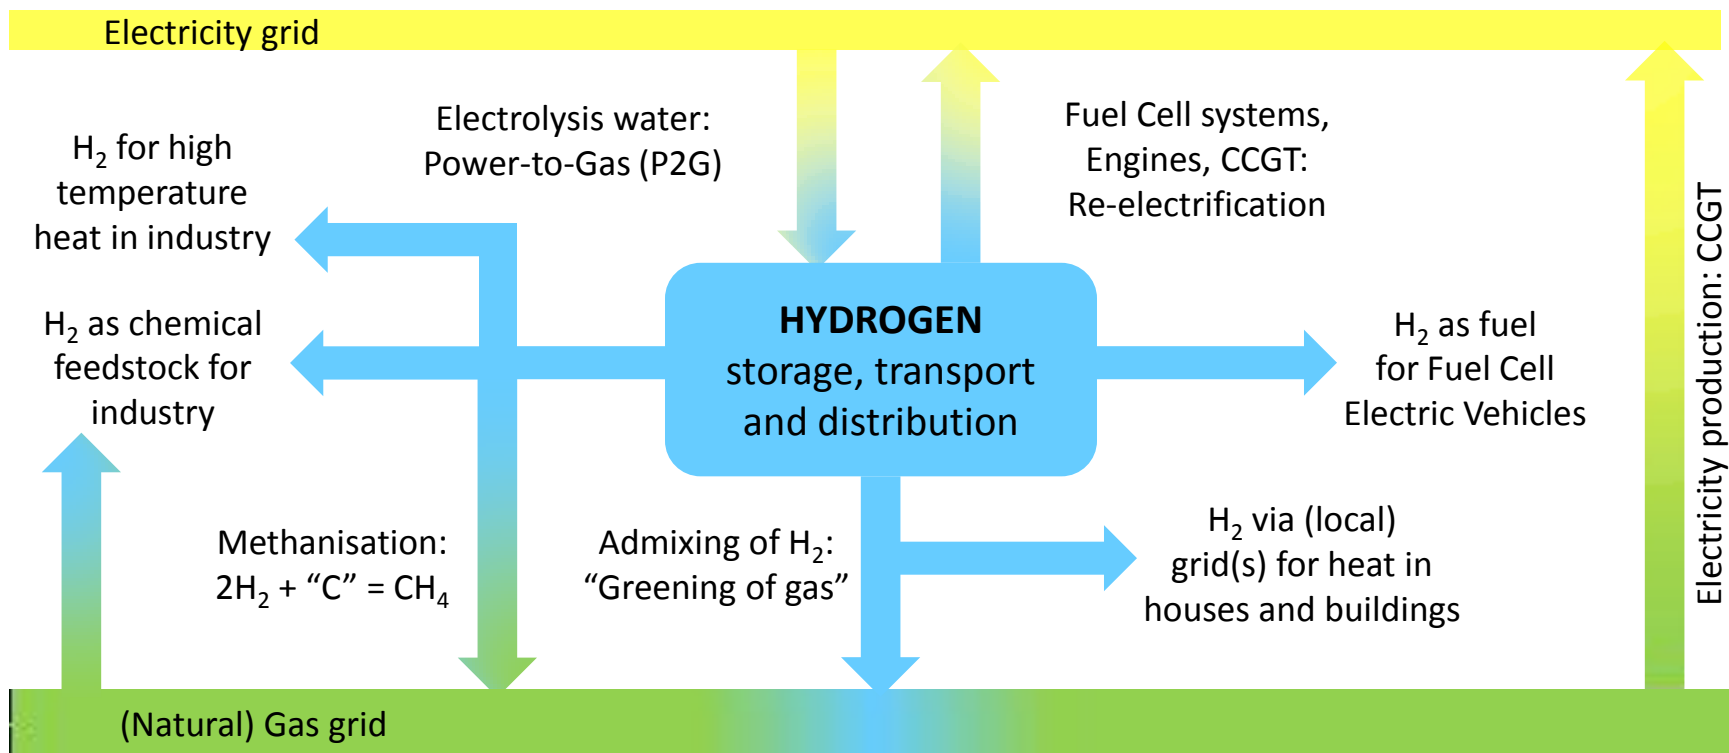 Electricity grid
Electrolysis water:
Power-to-Gas (P2G)
Fuel Cell systems,
Engines, CCGT:
Re-electrification
H₂ for high
temperature
heat in industry
H₂ as chemical
feedstock for
industry
HYDROGEN
storage, transport
and distribution
H₂ as fuel
for Fuel Cell
Electric Vehicles
Electricity production: CCGT
Methanisation:
2H₂ + “C” = CH₄
Admixing of H₂:
“Greening of gas”
H₂ via (local)
grid(s) for heat in
houses and buildings
(Natural) Gas grid